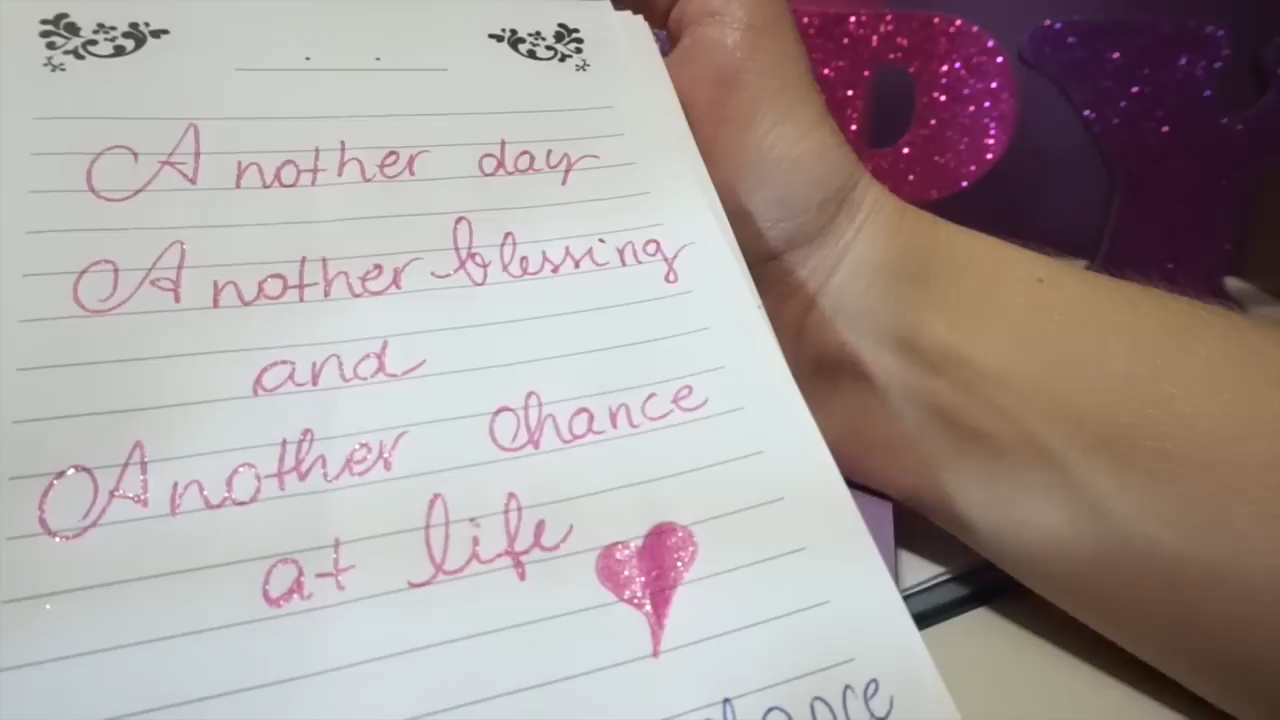 Another day
Another blessing
and
Another chance
at life